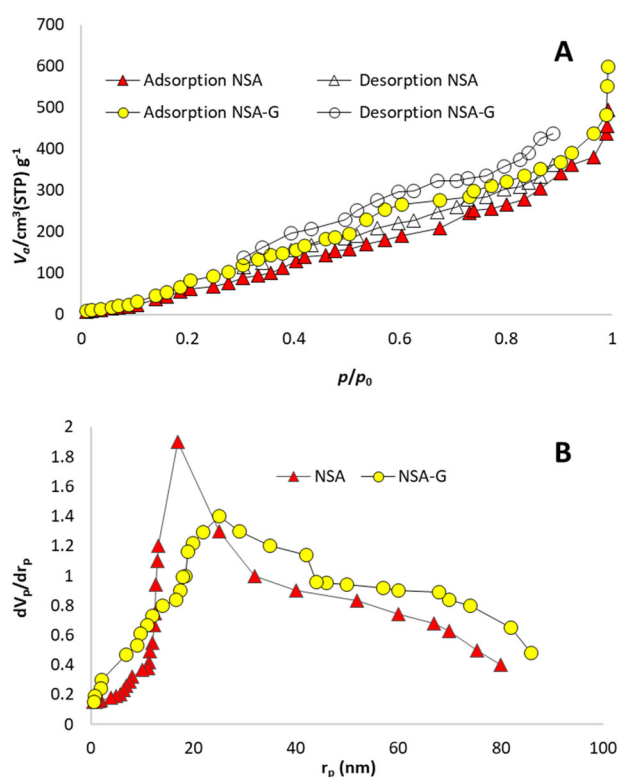 A
700
600
500
400
300
200
100
0
Adsorption NSA
Desorption NSA
Adsorption NSA-G
Desorption NSA-G
Va/cm³(STP) g⁻¹
0
0.2
0.4
0.6
0.8
1
p/p₀
B
2
1.8
1.6
1.4
1.2
1
0.8
0.6
0.4
0.2
0
NSA
NSA-G
dVp/drp
0
20
40
60
80
100
rp (nm)